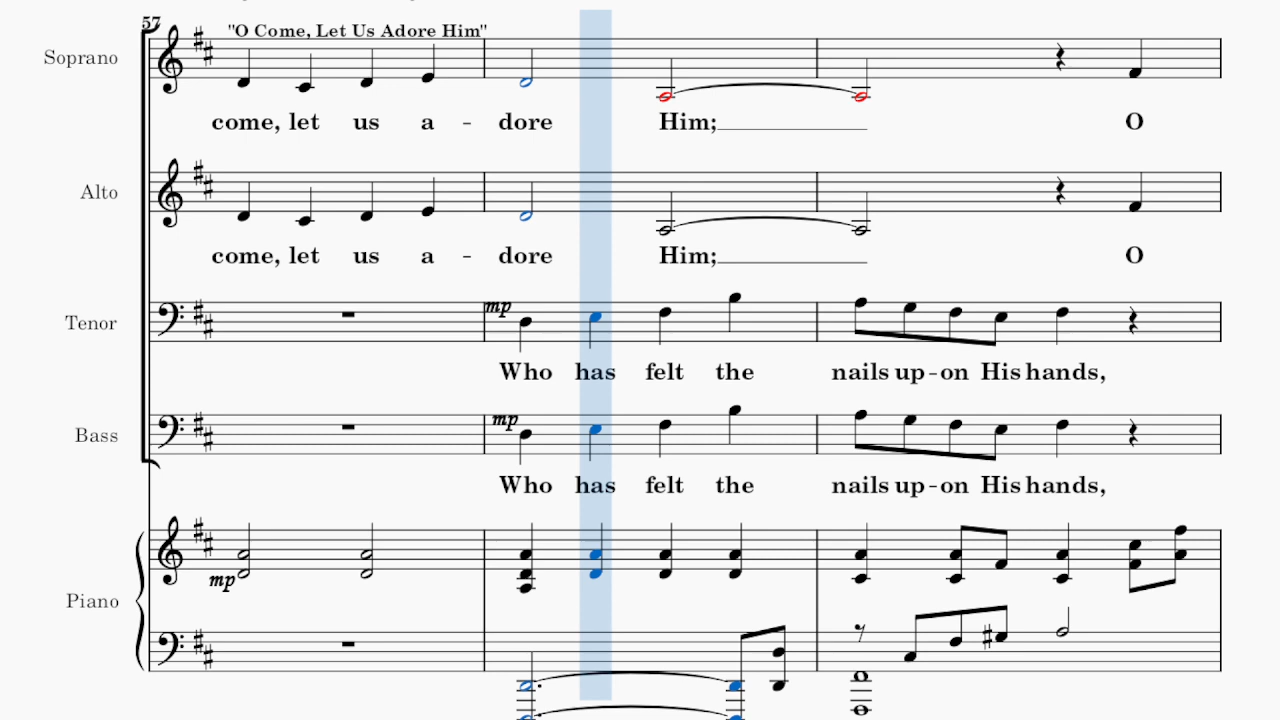 57
"O Come, Let Us Adore Him"
Soprano
come, let us a - dore Him; O
Alto
come, let us a - dore Him; O
mp
Tenor
Who has felt the nails up - on His hands,
mp
Bass
Who has felt the nails up - on His hands,
mp
Piano